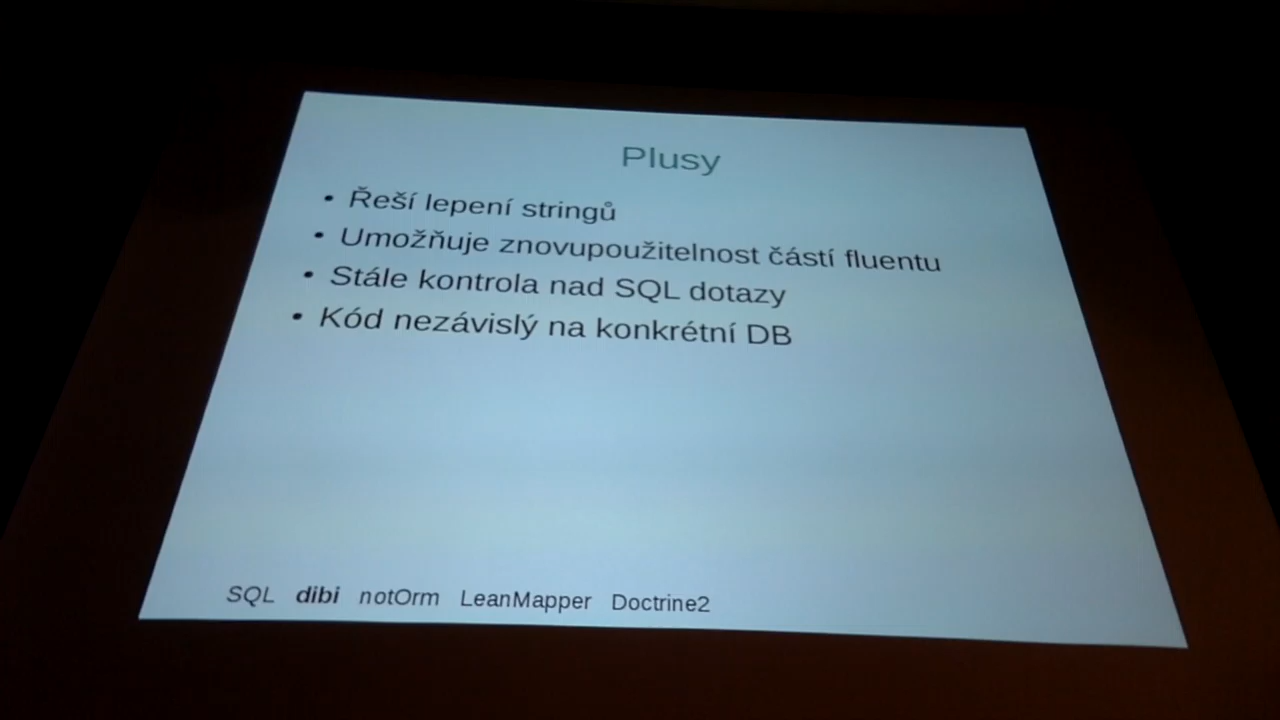 Plusy
• Řeší lepení stringů
• Umožňuje znovupoužitelnost částí fluentu
• Stále kontrola nad SQL dotazy
• Kód nezávislý na konkrétní DB
SQL dibi notOrm LeanMapper Doctrine2